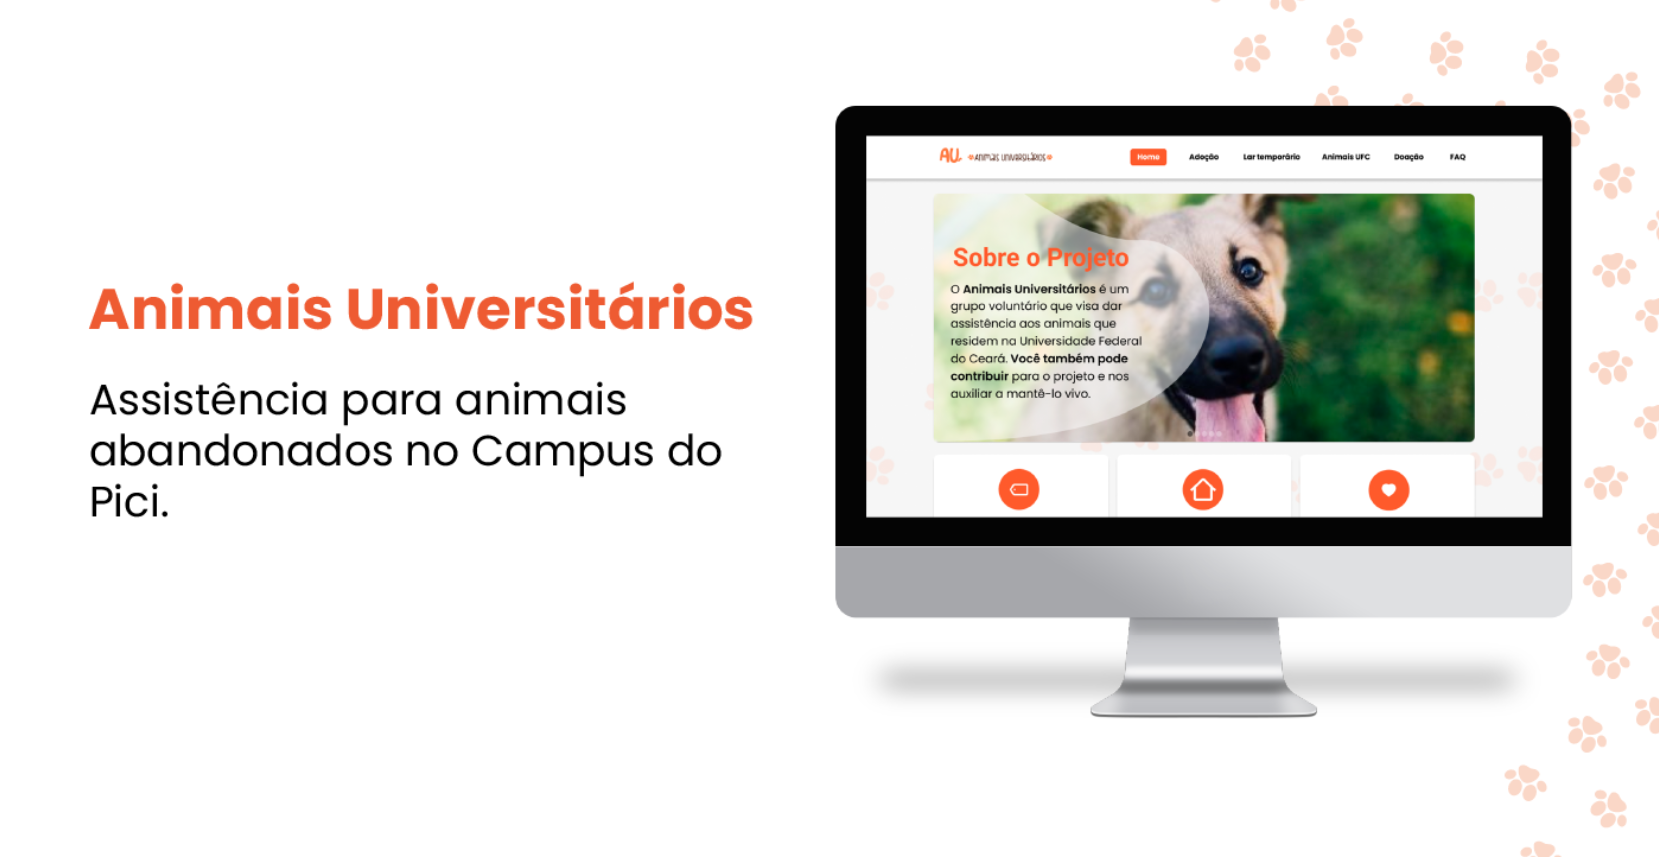 Animais Universitários
Assistência para animais
abandonados no Campus do
Pici.
AU. ANIMAIS UNIVERSITÁRIOS
Home Adoção Lar temporário Animais UFC Doação FAQ
Sobre o Projeto
O Animais Universitários é um
grupo voluntário que visa dar
assistência aos animais que
residem na Universidade Federal
do Ceará. Você também pode
contribuir para o projeto e nos
auxiliar a mantê-lo vivo.